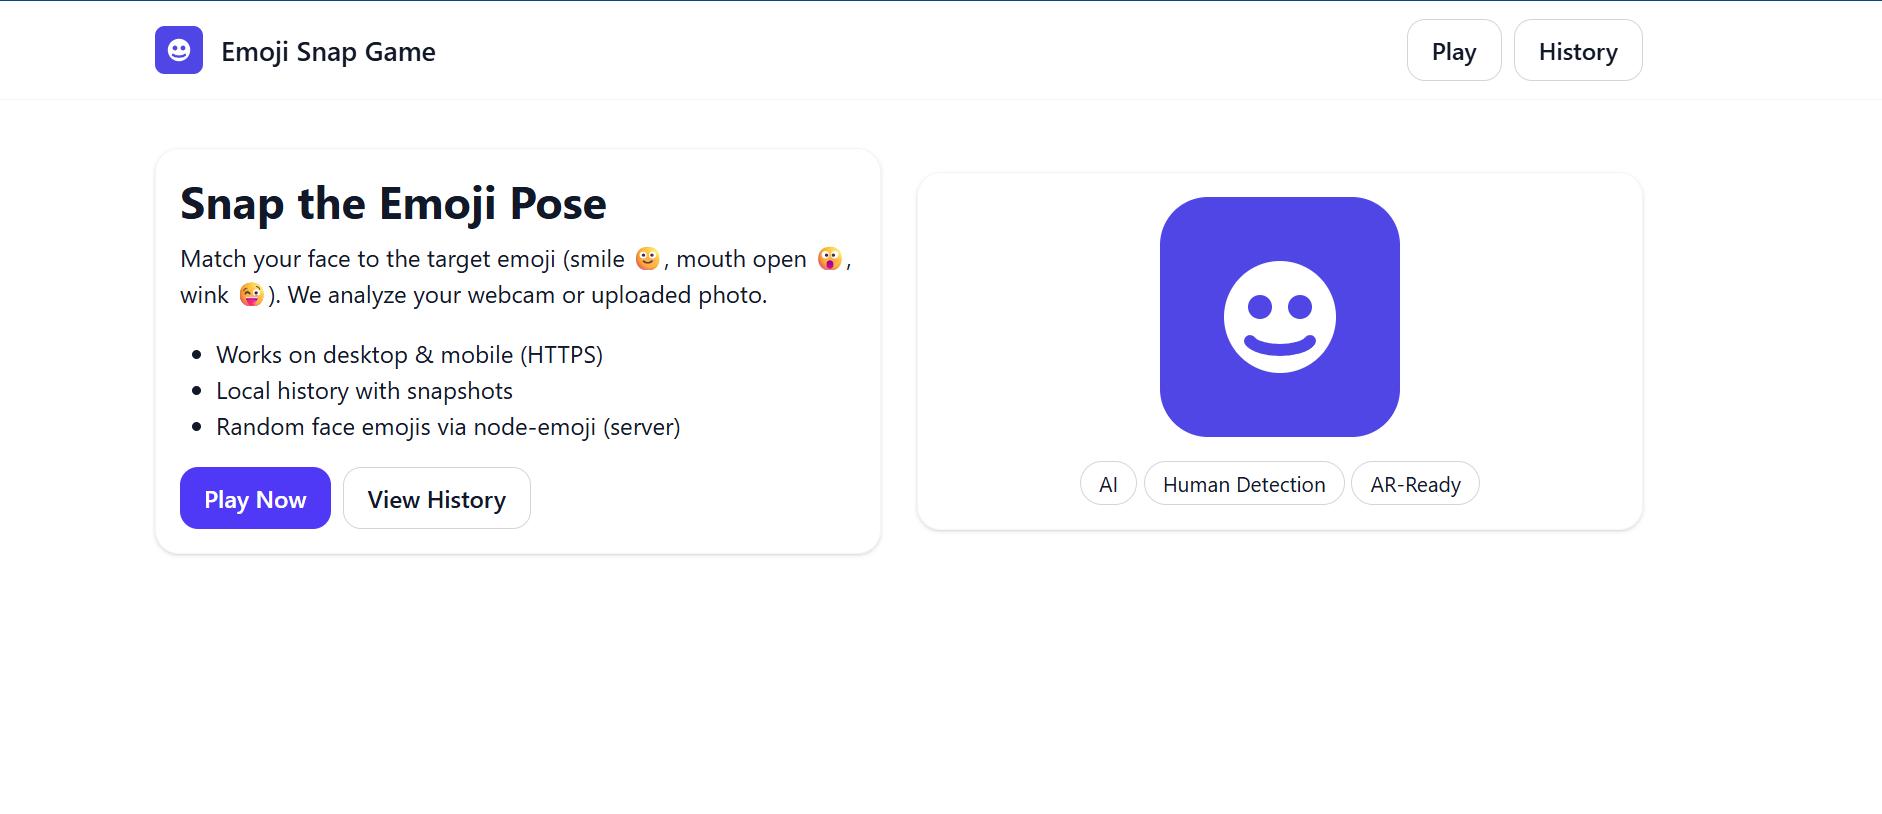 Emoji Snap Game
Play
History
Snap the Emoji Pose
Match your face to the target emoji (smile 🙂, mouth open 😮,
wink 😜). We analyze your webcam or uploaded photo.
Works on desktop & mobile (HTTPS)
Local history with snapshots
Random face emojis via node-emoji (server)
Play Now
View History
AI
Human Detection
AR-Ready